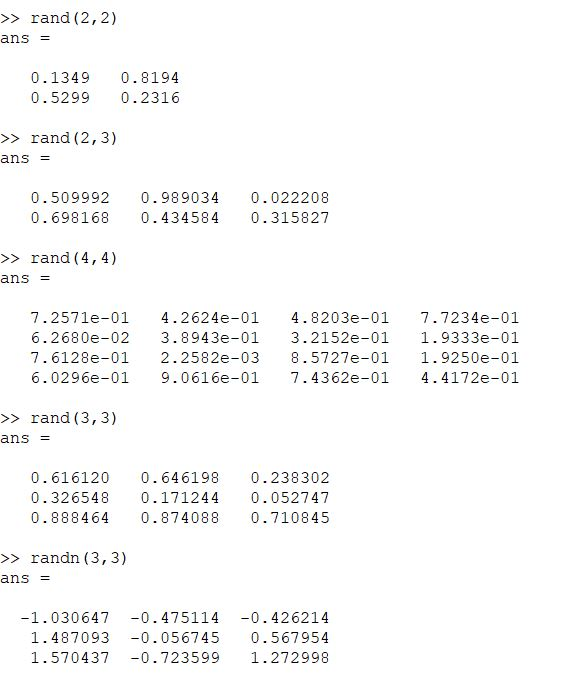 >> rand(2,2)
ans =
0.1349 0.8194
0.5299 0.2316
>> rand(2,3)
ans =
0.509992 0.989034 0.022208
0.698168 0.434584 0.315827
>> rand(4,4)
ans =
7.2571e-01 4.2624e-01 4.8203e-01 7.7234e-01
6.2680e-02 3.8943e-01 3.2152e-01 1.9333e-01
7.6128e-01 2.2582e-03 8.5727e-01 1.9250e-01
6.0296e-01 9.0616e-01 7.4362e-01 4.4172e-01
>> rand(3,3)
ans =
0.616120 0.646198 0.238302
0.326548 0.171244 0.052747
0.888464 0.874088 0.710845
>> randn(3,3)
ans =
-1.030647 -0.475114 -0.426214
1.487093 -0.056745 0.567954
1.570437 -0.723599 1.272998